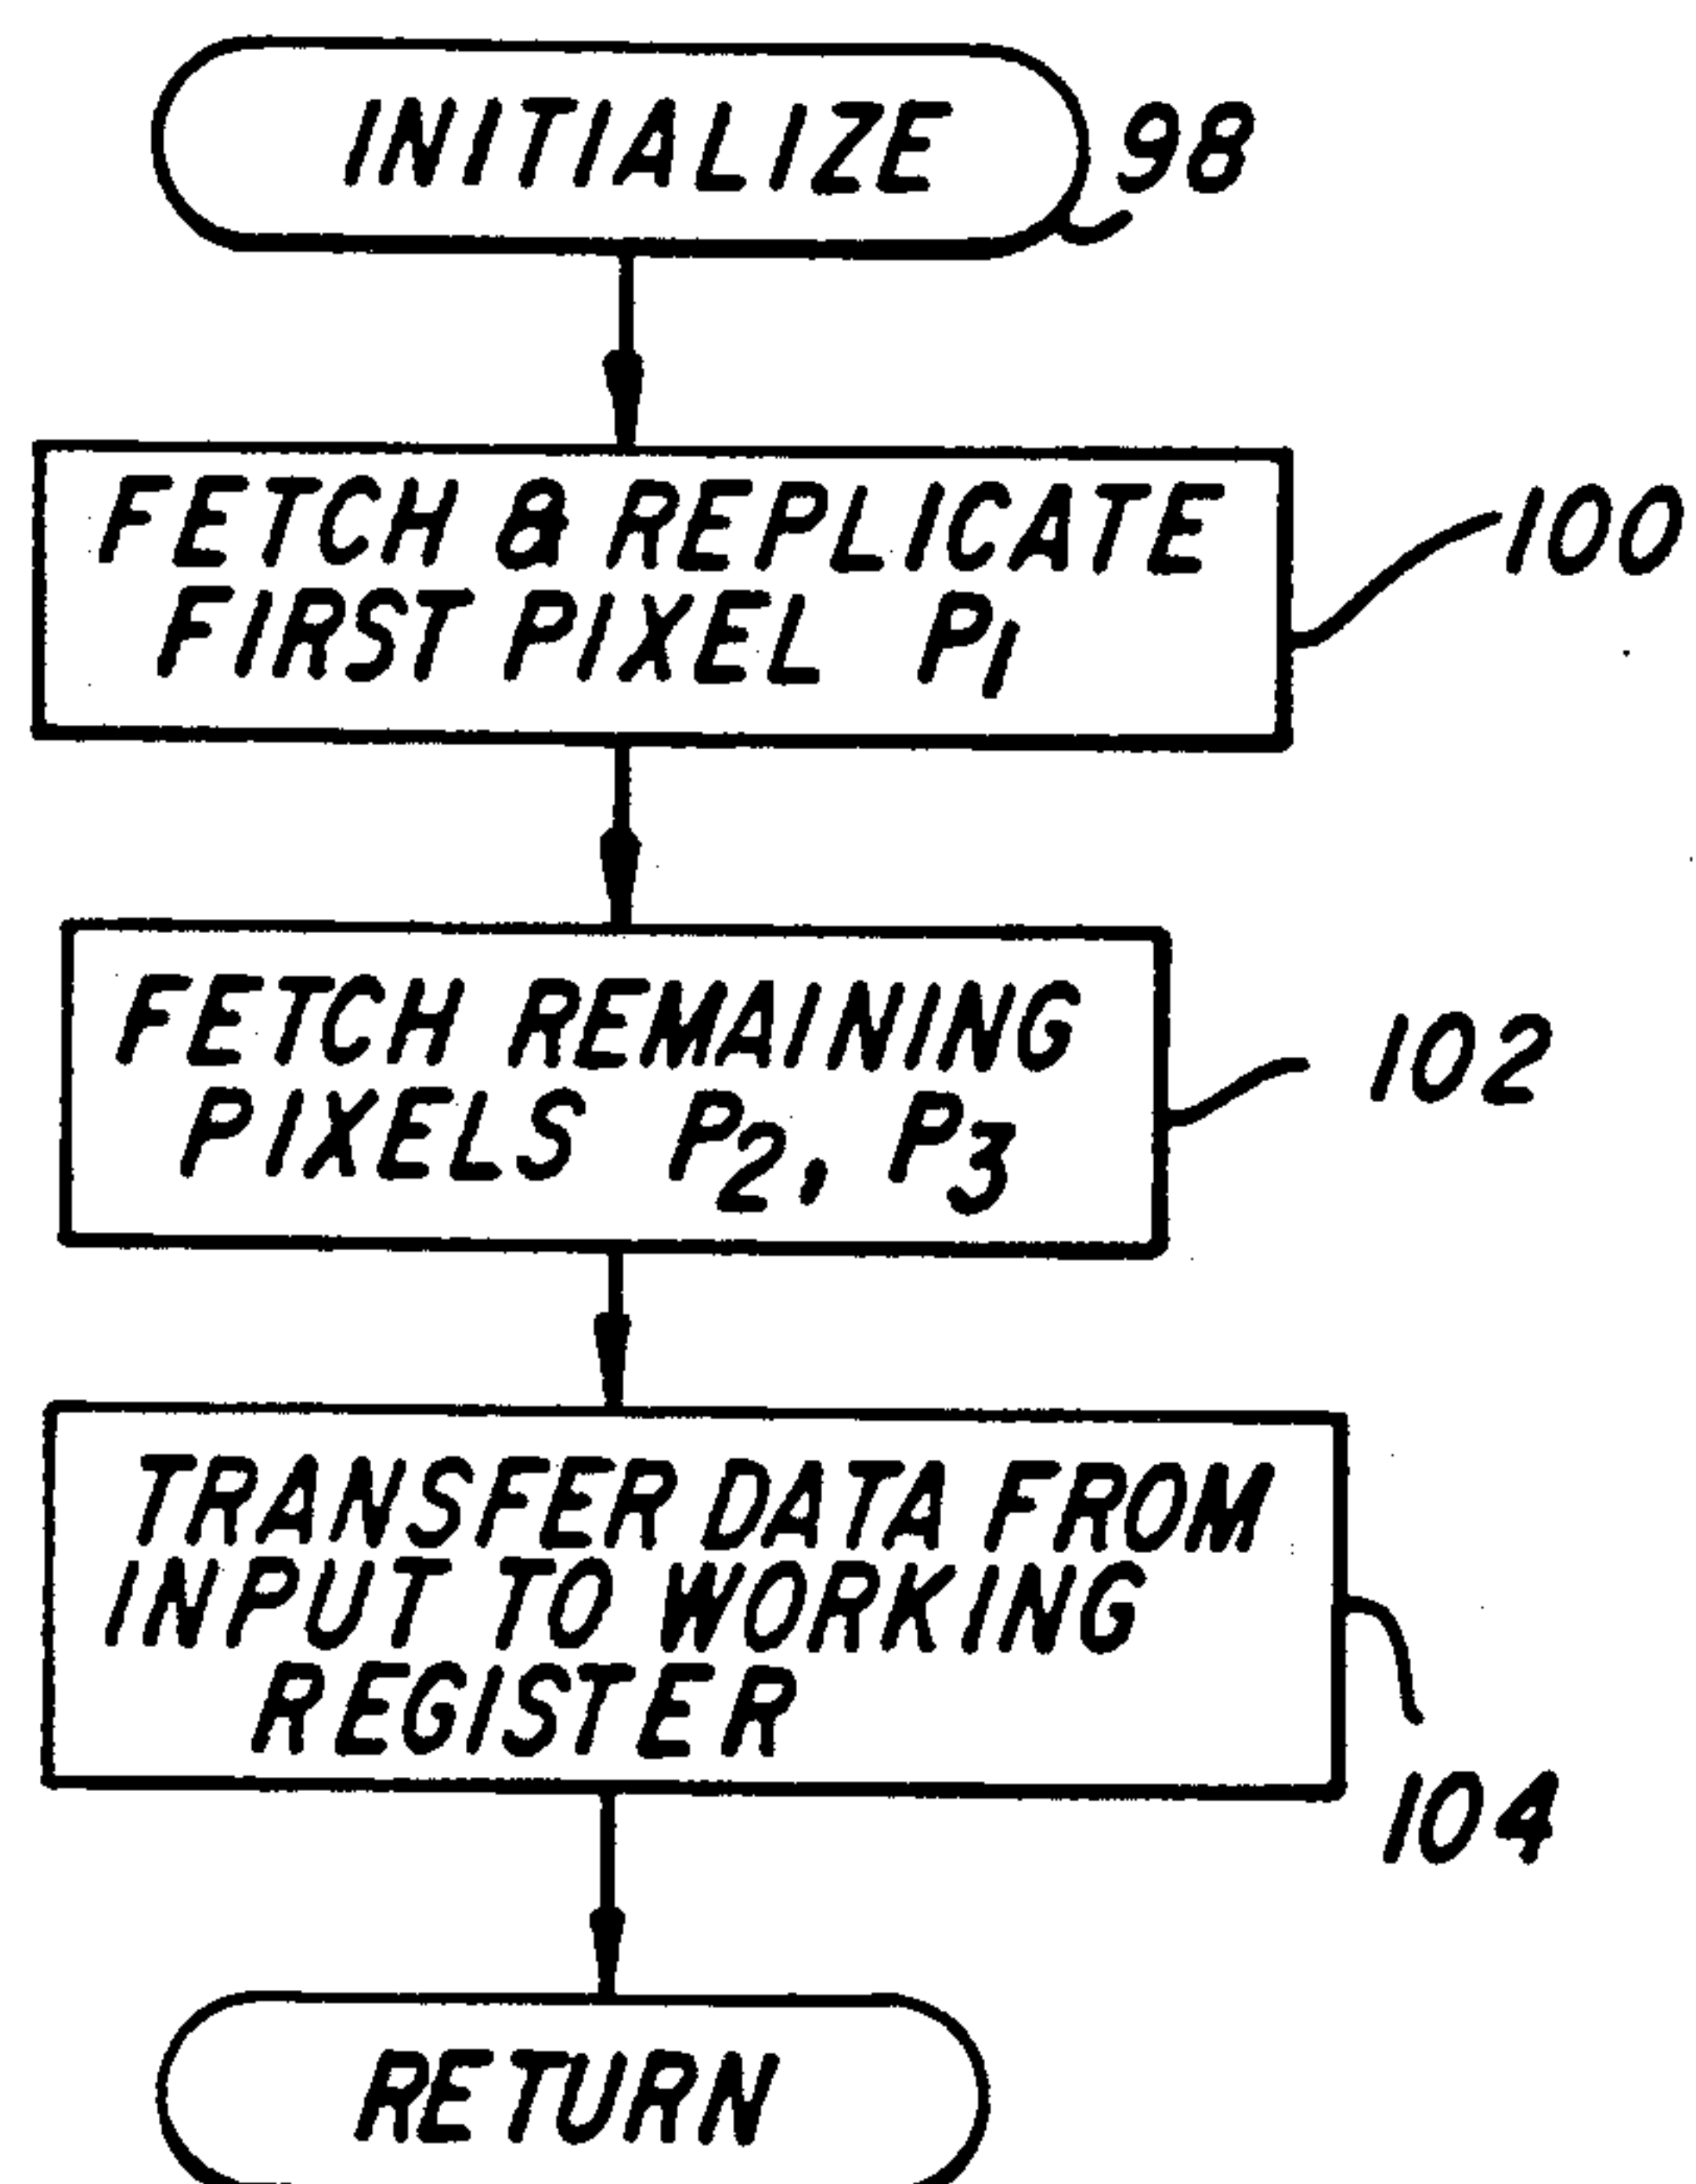 INITIALIZE
98
FETCH & REPLICATE
FIRST PIXEL P1
100
FETCH REMAINING
PIXELS P2, P3
102
TRANSFER DATA FROM
INPUT TO WORKING
REGISTER
104
RETURN